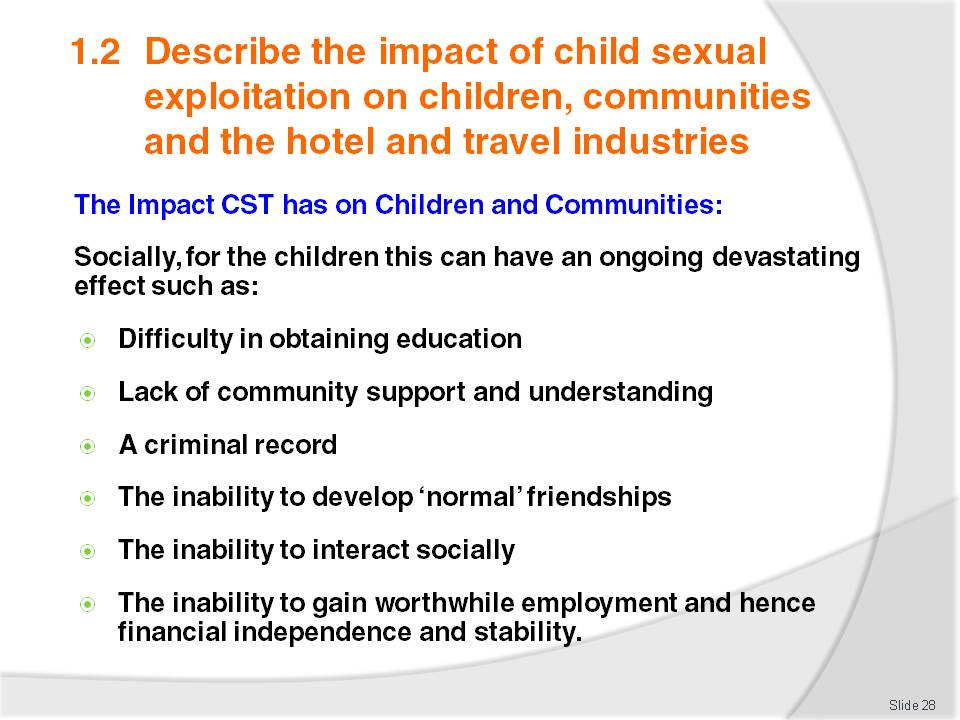 1.2 Describe the impact of child sexual
exploitation on children, communities
and the hotel and travel industries
The Impact CST has on Children and Communities:
Socially, for the children this can have an ongoing devastating
effect such as:
Difficulty in obtaining education
Lack of community support and understanding
A criminal record
The inability to develop ‘normal’ friendships
The inability to interact socially
The inability to gain worthwhile employment and hence
financial independence and stability.
Slide 28